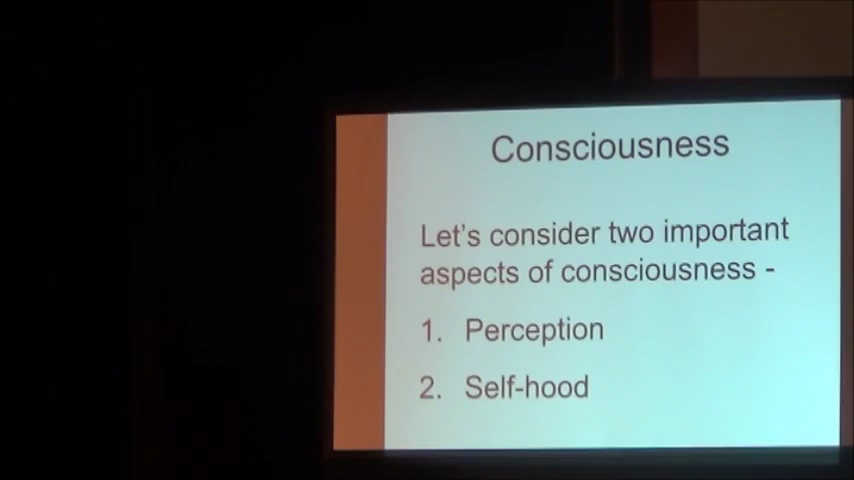 Consciousness
Let's consider two important
aspects of consciousness -
1. Perception
2. Self-hood